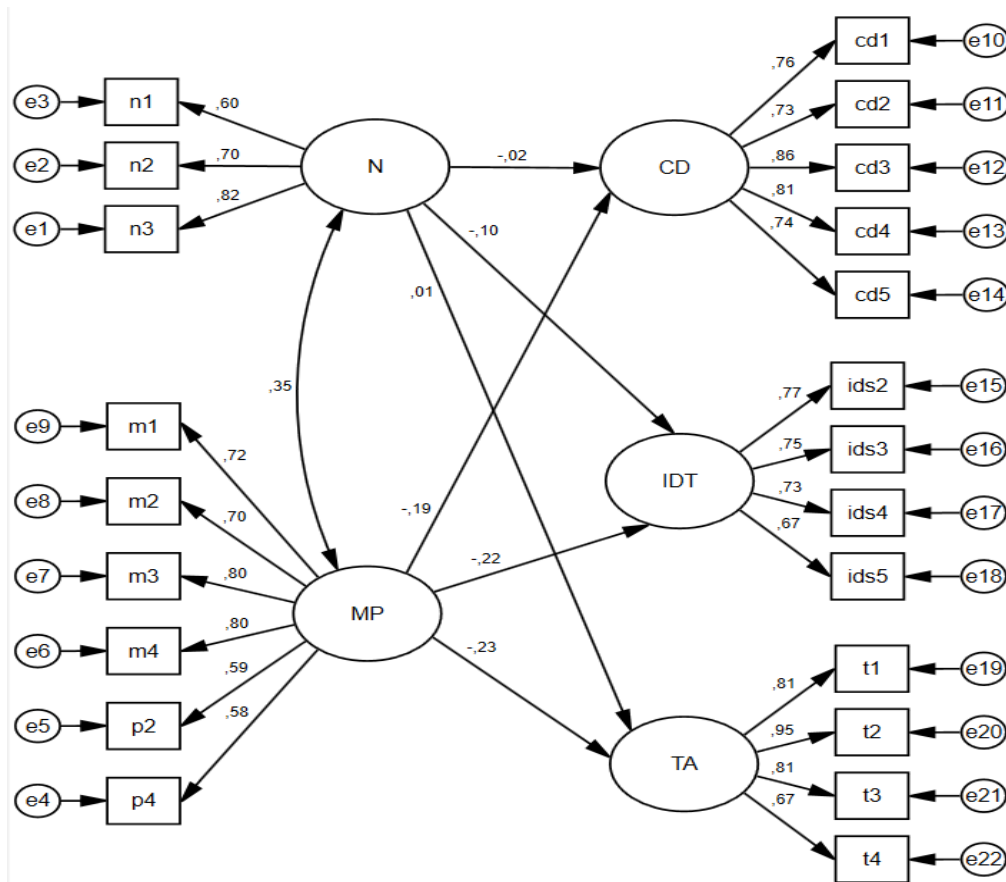 e3 n1 ,60
e2 n2 ,70
e1 n3 ,82
N
-,02
-,10
,01
,35
CD
,76 cd1 e10
,73 cd2 e11
,86 cd3 e12
,81 cd4 e13
,74 cd5 e14
e9 m1 ,72
e8 m2 ,70
e7 m3 ,80
e6 m4 ,80
e5 p2 ,59
e4 p4 ,58
MP
-,19
-,22
-,23
IDT
,77 ids2 e15
,75 ids3 e16
,73 ids4 e17
,67 ids5 e18
TA
,81 t1 e19
,95 t2 e20
,81 t3 e21
,67 t4 e22